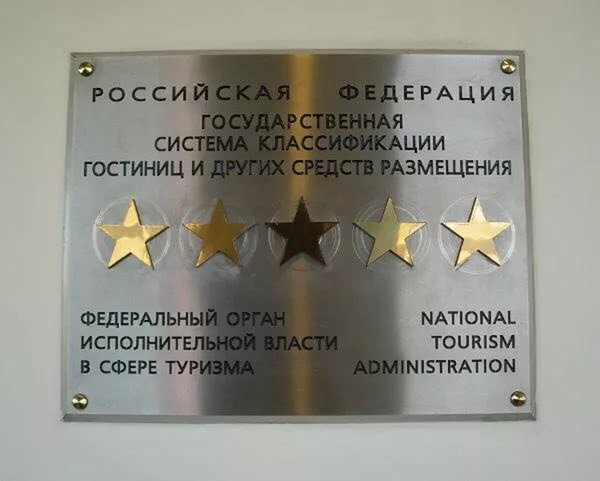 РОССИЙСКАЯ ФЕДЕРАЦИЯ
ГОСУДАРСТВЕННАЯ
СИСТЕМА КЛАССИФИКАЦИИ
ГОСТИНИЦ И ДРУГИХ СРЕДСТВ РАЗМЕЩЕНИЯ
ФЕДЕРАЛЬНЫЙ ОРГАН
ИСПОЛНИТЕЛЬНОЙ ВЛАСТИ
В СФЕРЕ ТУРИЗМА
NATIONAL
TOURISM
ADMINISTRATION